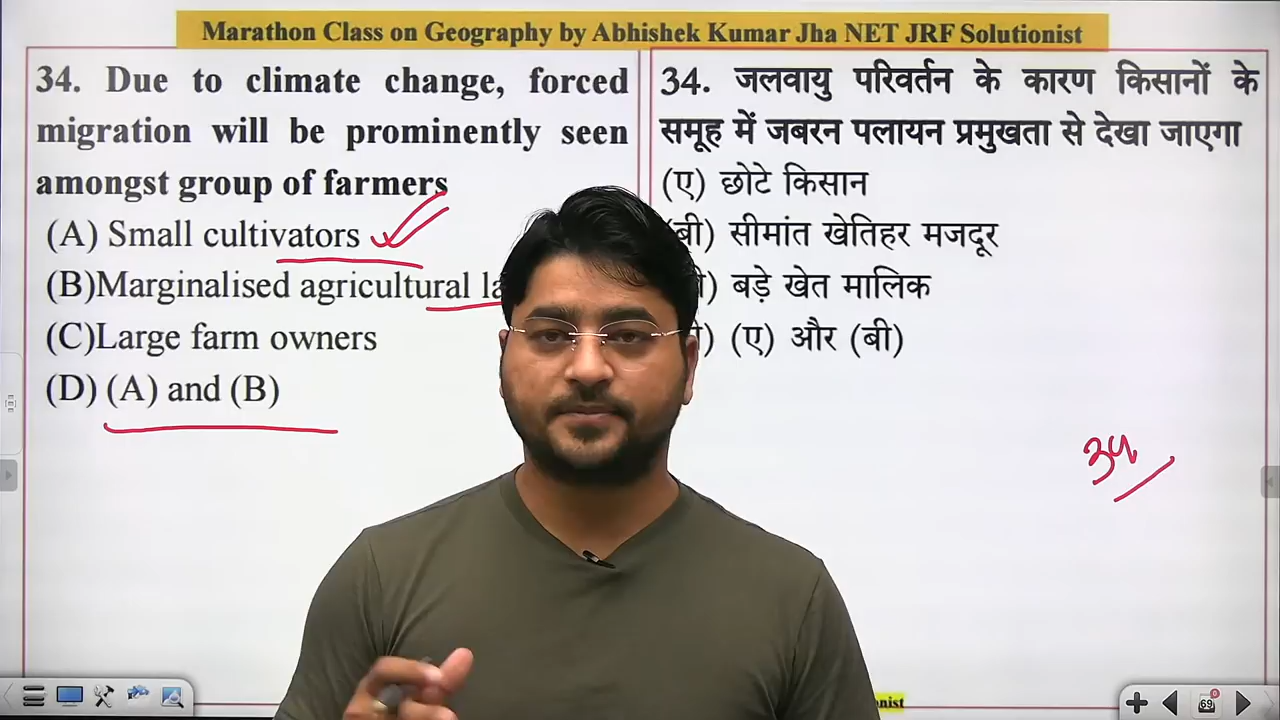 Marathon Class on Geography by Abhishek Kumar Jha NET JRF Solutionist
34. Due to climate change, forced
migration will be prominently seen
amongst group of farmers
(A) Small cultivators
(B)Marginalised agricultural
(C)Large farm owners
(D) (A) and (B)
34. जलवायु परिवर्तन के कारण किसानों के
समूह में जबरन पलायन प्रमुखता से देखा जाएगा
(ए) छोटे किसान
बी) सीमांत खेतिहर मजदूर
) बड़े खेत मालिक
) (ए) और (बी)
34
69